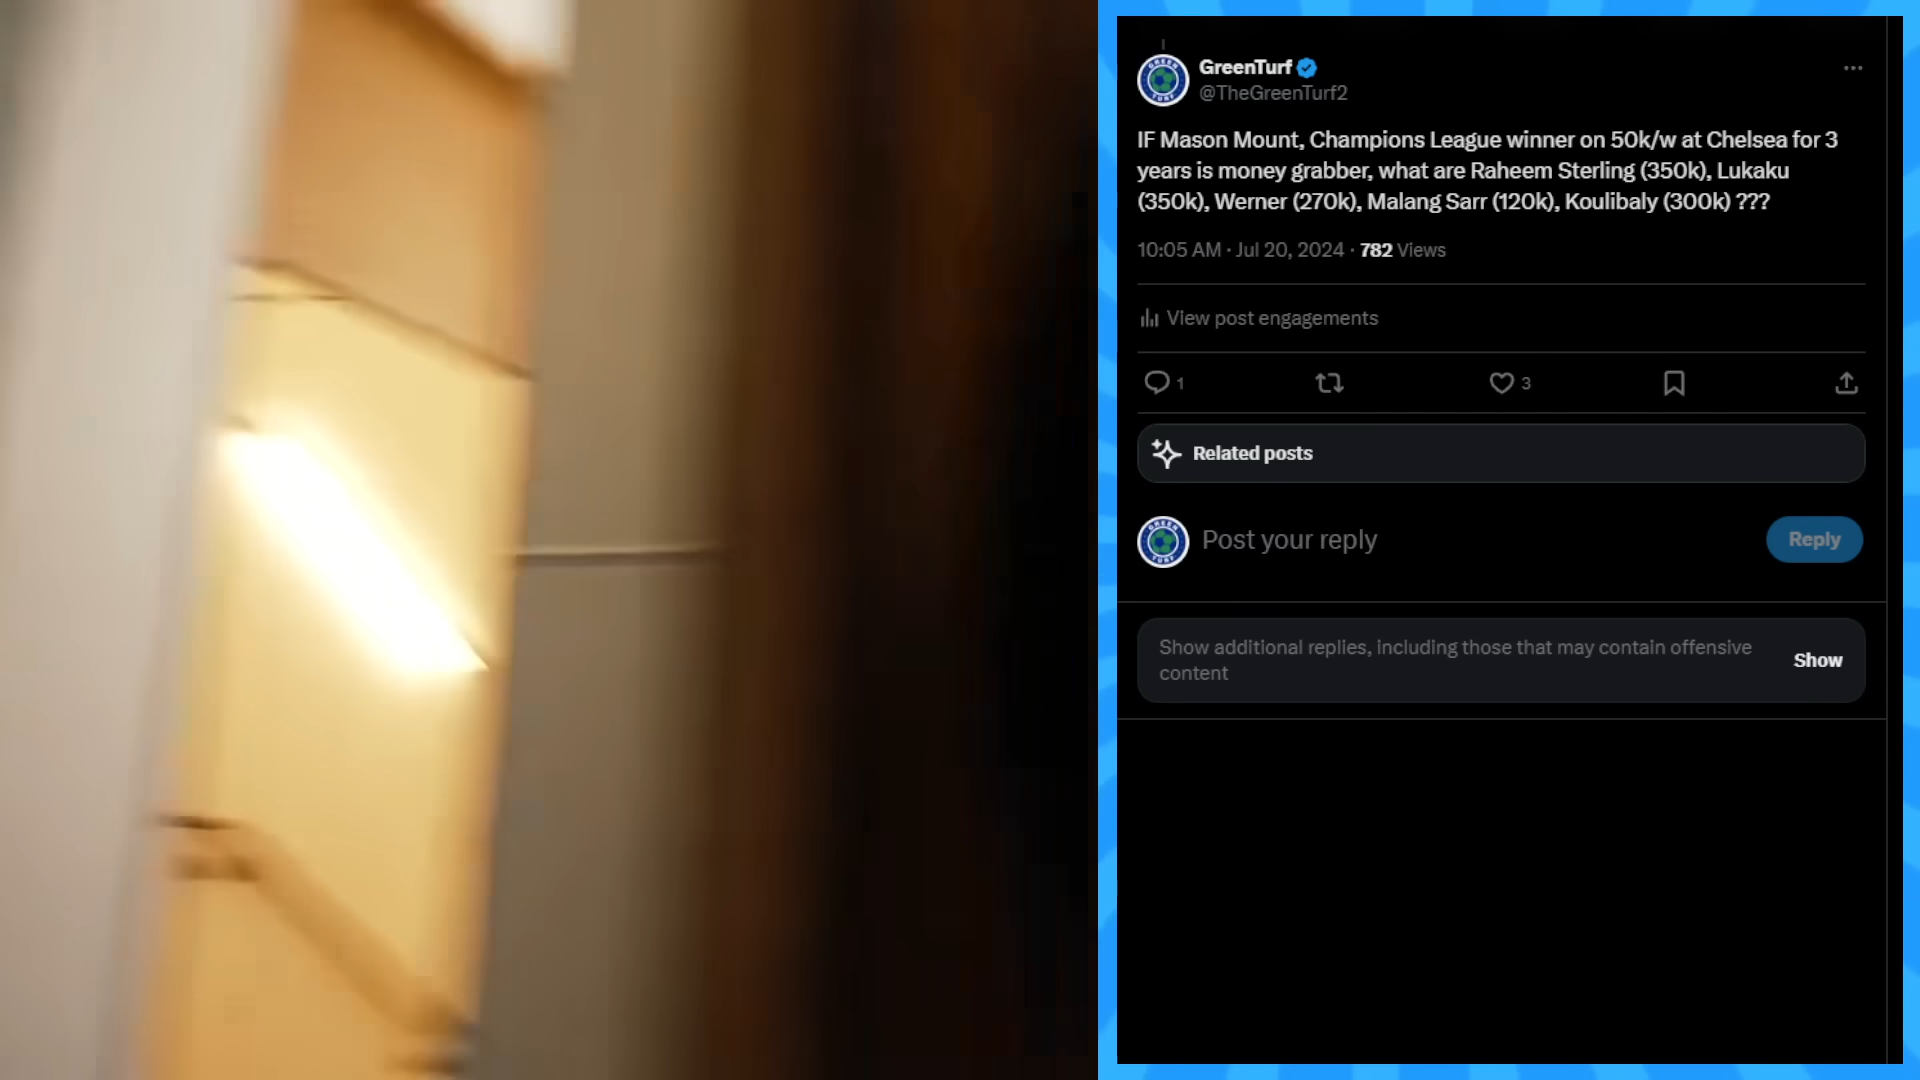 GreenTurf
@TheGreenTurf2
IF Mason Mount, Champions League winner on 50k/w at Chelsea for 3
years is money grabber, what are Raheem Sterling (350k), Lukaku
(350k), Werner (270k), Malang Sarr (120k), Koulibaly (300k) ???
10:05 AM · Jul 20, 2024 · 782 Views
View post engagements
1
3
Related posts
Post your reply
Reply
Show additional replies, including those that may contain offensive
content
Show